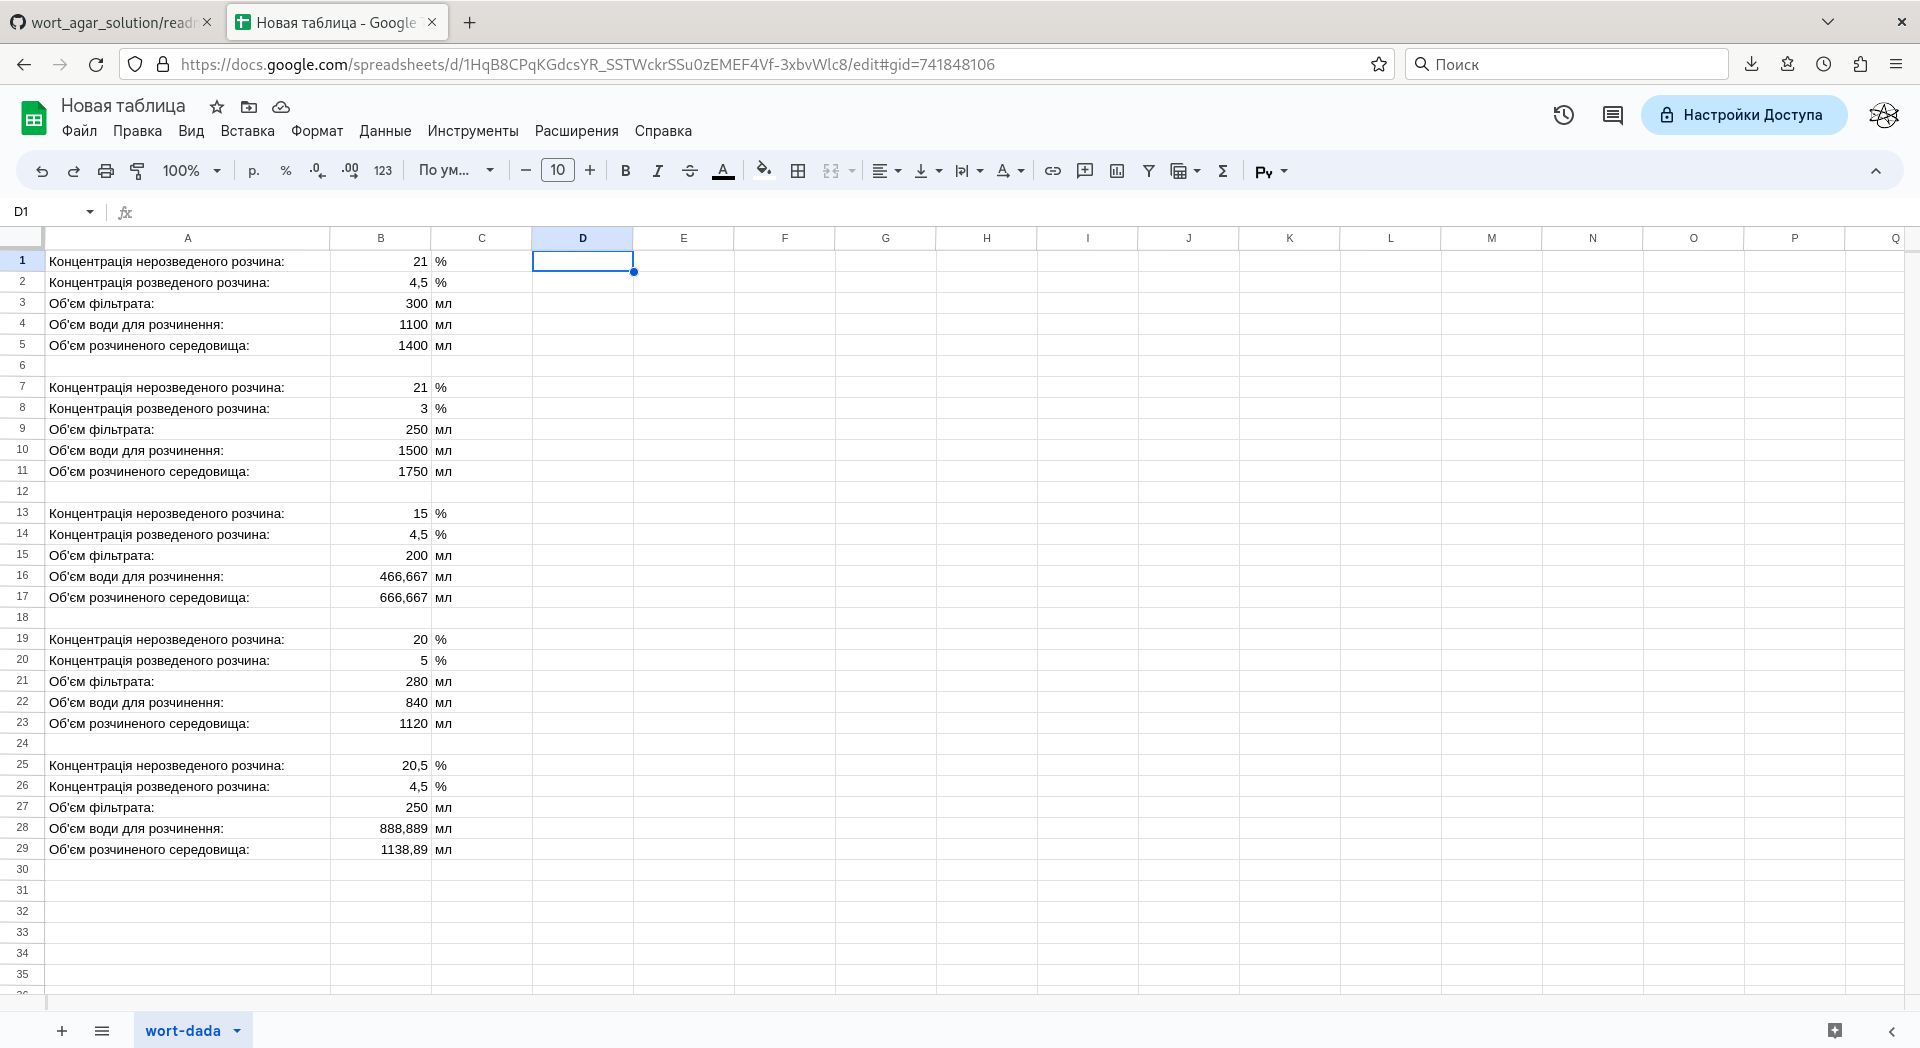 wort_agar_solution/readm
Новая таблица - Google Т
https://docs.google.com/spreadsheets/d/1HqB8CPqKGdcsYR_SSTWckrSSu0zEMEF4Vf-3xbvWlc8/edit#gid=741848106
Поиск
Новая таблица
Файл Правка Вид Вставка Формат Данные Инструменты Расширения Справка
Настройки Доступа
100% р. % .0 .00 123 По ум... 10 B I A Σ
D1 fx
A B C D E F G H I J K L M N O P Q
1 Концентрація нерозведеного розчина: 21 %
2 Концентрація розведеного розчина: 4,5 %
3 Об'єм фільтрата: 300 мл
4 Об'єм води для розчинення: 1100 мл
5 Об'єм розчиненого середовища: 1400 мл
6
7 Концентрація нерозведеного розчина: 21 %
8 Концентрація розведеного розчина: 3 %
9 Об'єм фільтрата: 250 мл
10 Об'єм води для розчинення: 1500 мл
11 Об'єм розчиненого середовища: 1750 мл
12
13 Концентрація нерозведеного розчина: 15 %
14 Концентрація розведеного розчина: 4,5 %
15 Об'єм фільтрата: 200 мл
16 Об'єм води для розчинення: 466,667 мл
17 Об'єм розчиненого середовища: 666,667 мл
18
19 Концентрація нерозведеного розчина: 20 %
20 Концентрація розведеного розчина: 5 %
21 Об'єм фільтрата: 280 мл
22 Об'єм води для розчинення: 840 мл
23 Об'єм розчиненого середовища: 1120 мл
24
25 Концентрація нерозведеного розчина: 20,5 %
26 Концентрація розведеного розчина: 4,5 %
27 Об'єм фільтрата: 250 мл
28 Об'єм води для розчинення: 888,889 мл
29 Об'єм розчиненого середовища: 1138,89 мл
30
31
32
33
34
35
wort-dada